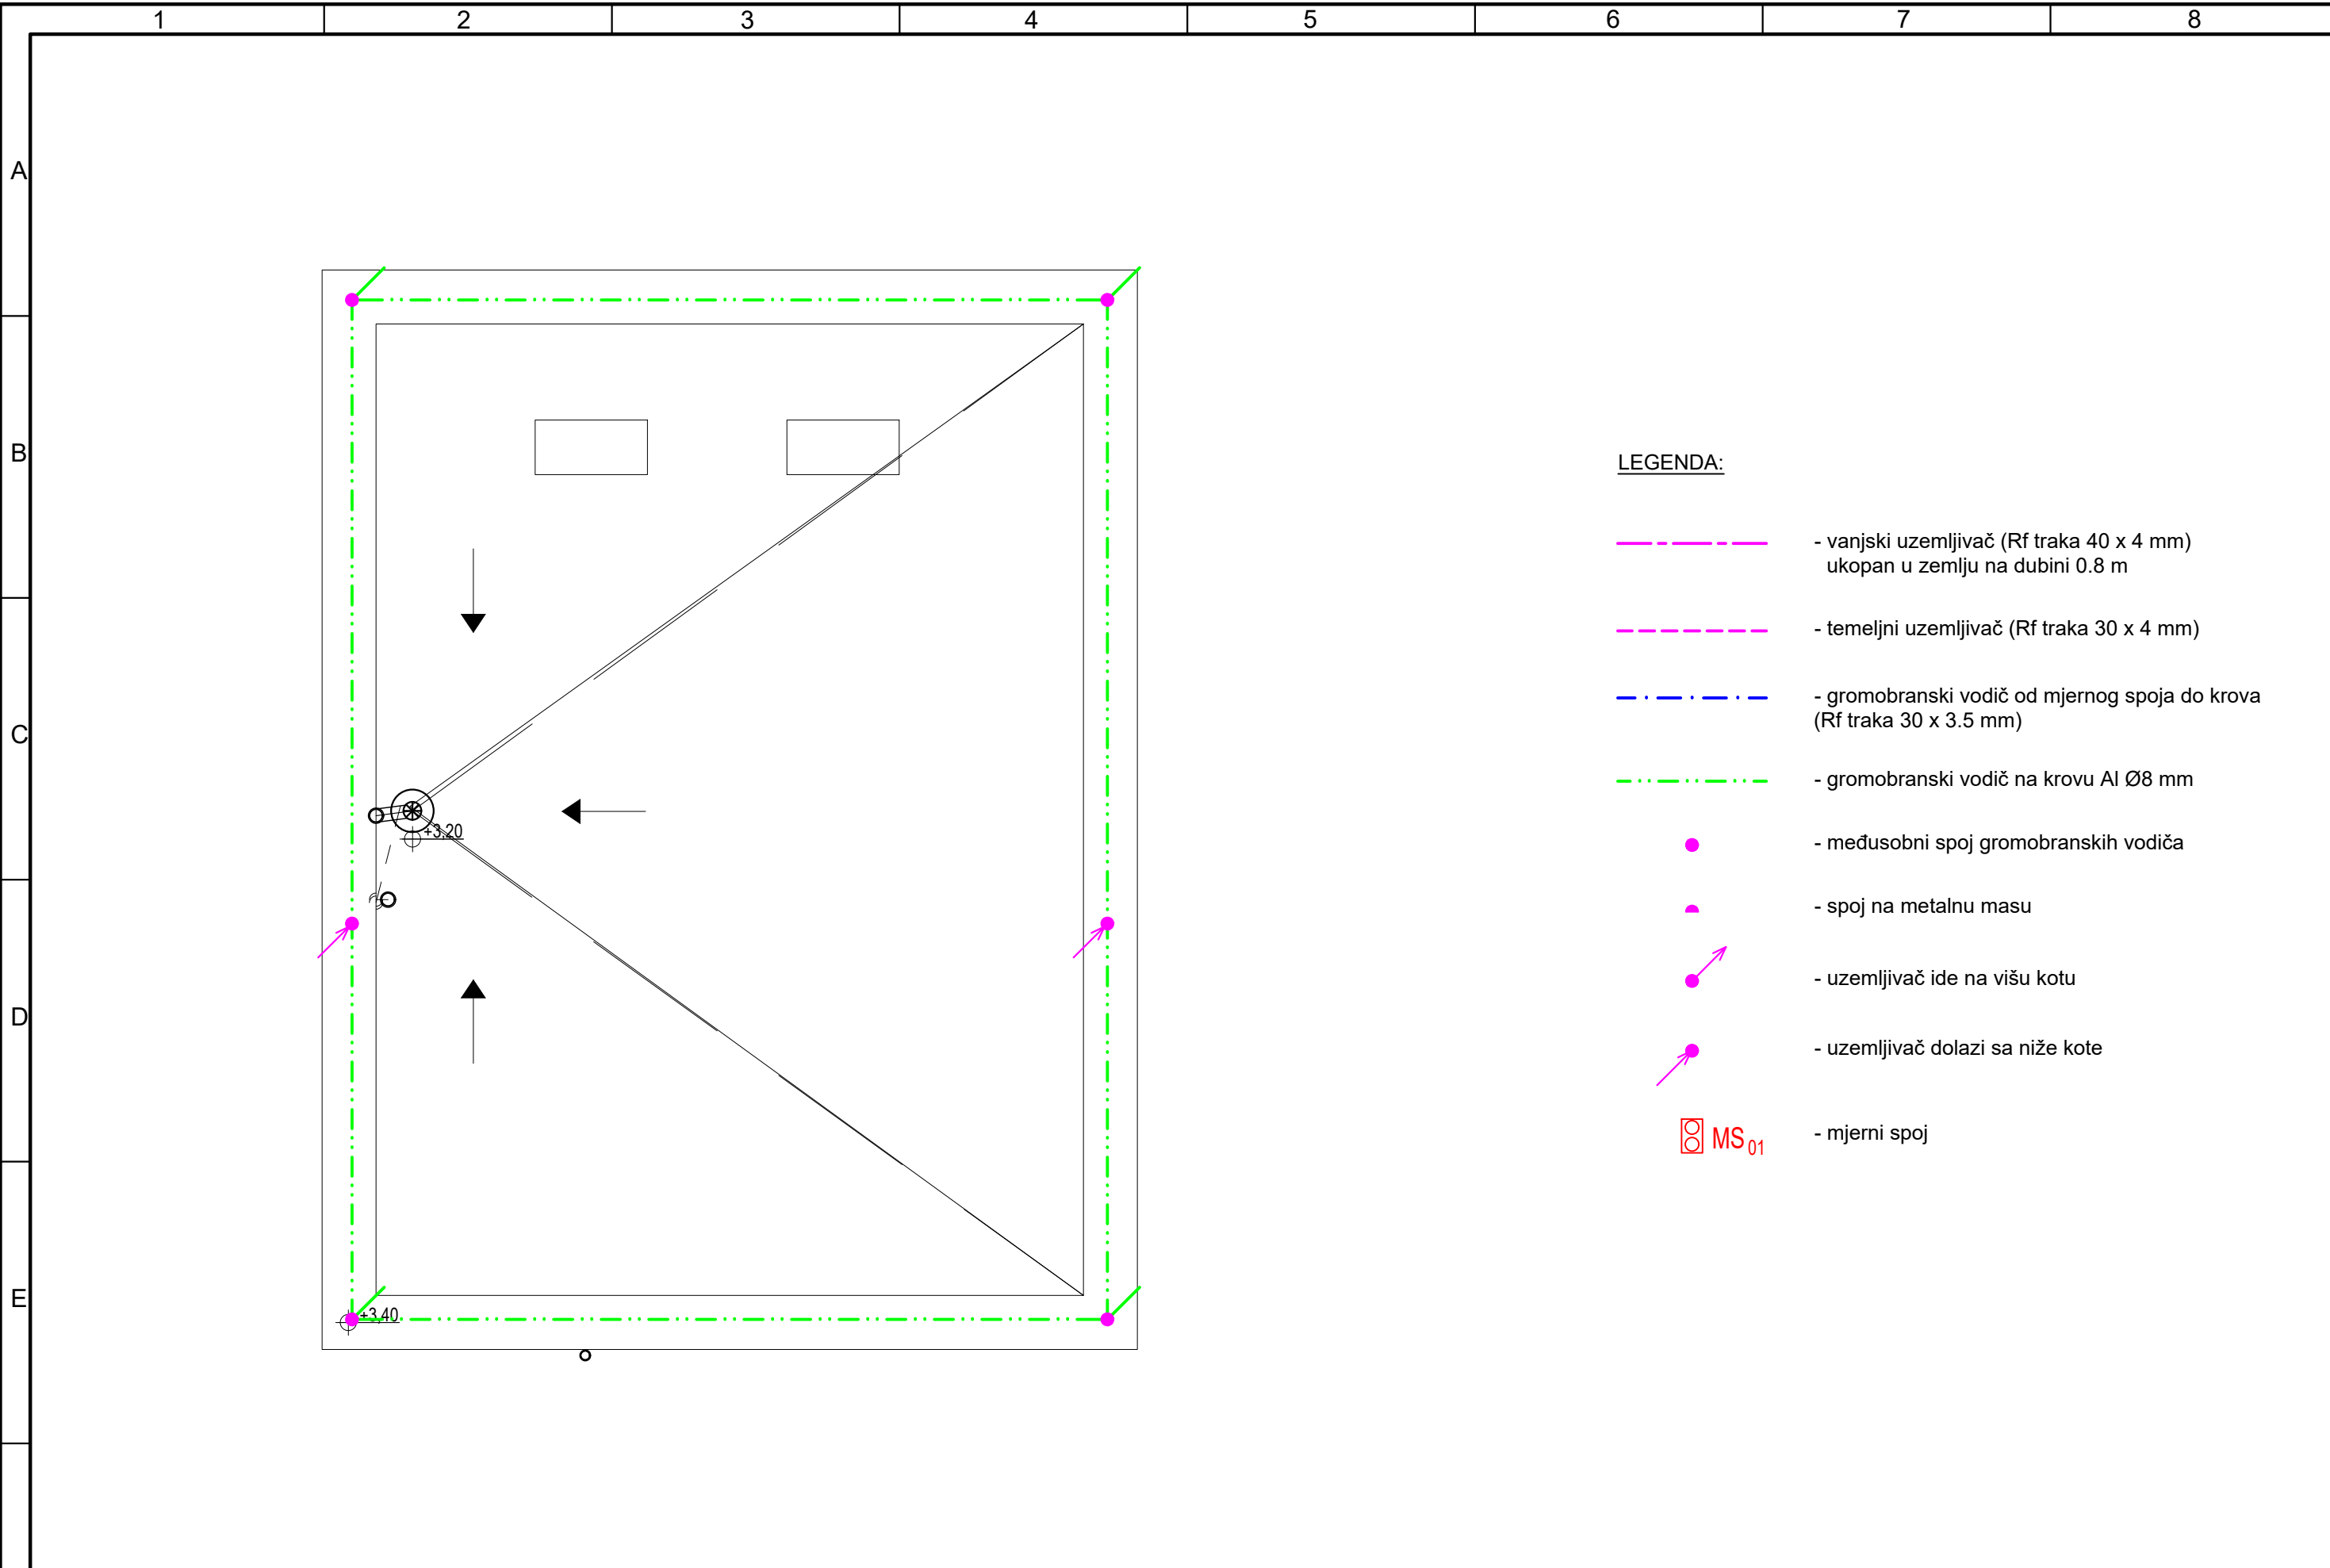 1 2 3 4 5 6 7 8
A
B
C
D
E
+3,20
+3,40
LEGENDA:
- vanjski uzemljivač (Rf traka 40 x 4 mm)
ukopan u zemlju na dubini 0.8 m
- temeljni uzemljivač (Rf traka 30 x 4 mm)
- gromobranski vodič od mjernog spoja do krova
(Rf traka 30 x 3.5 mm)
- gromobranski vodič na krovu Al Ø8 mm
- međusobni spoj gromobranskih vodiča
- spoj na metalnu masu
- uzemljivač ide na višu kotu
- uzemljivač dolazi sa niže kote
MS 01 - mjerni spoj